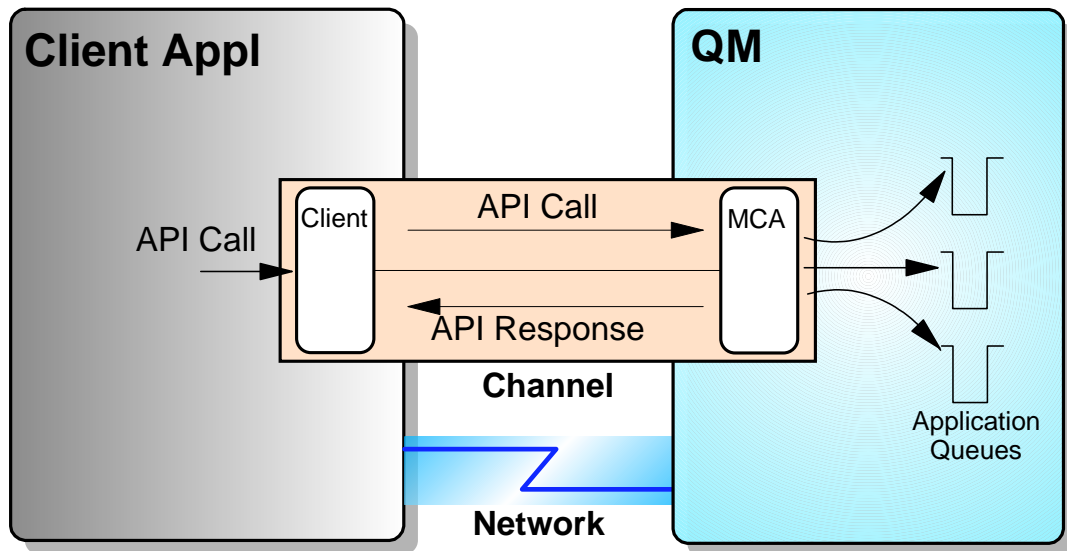 Client Appl
QM
Client
API Call
MCA
API Call
API Response
Channel
Application
Queues
Network